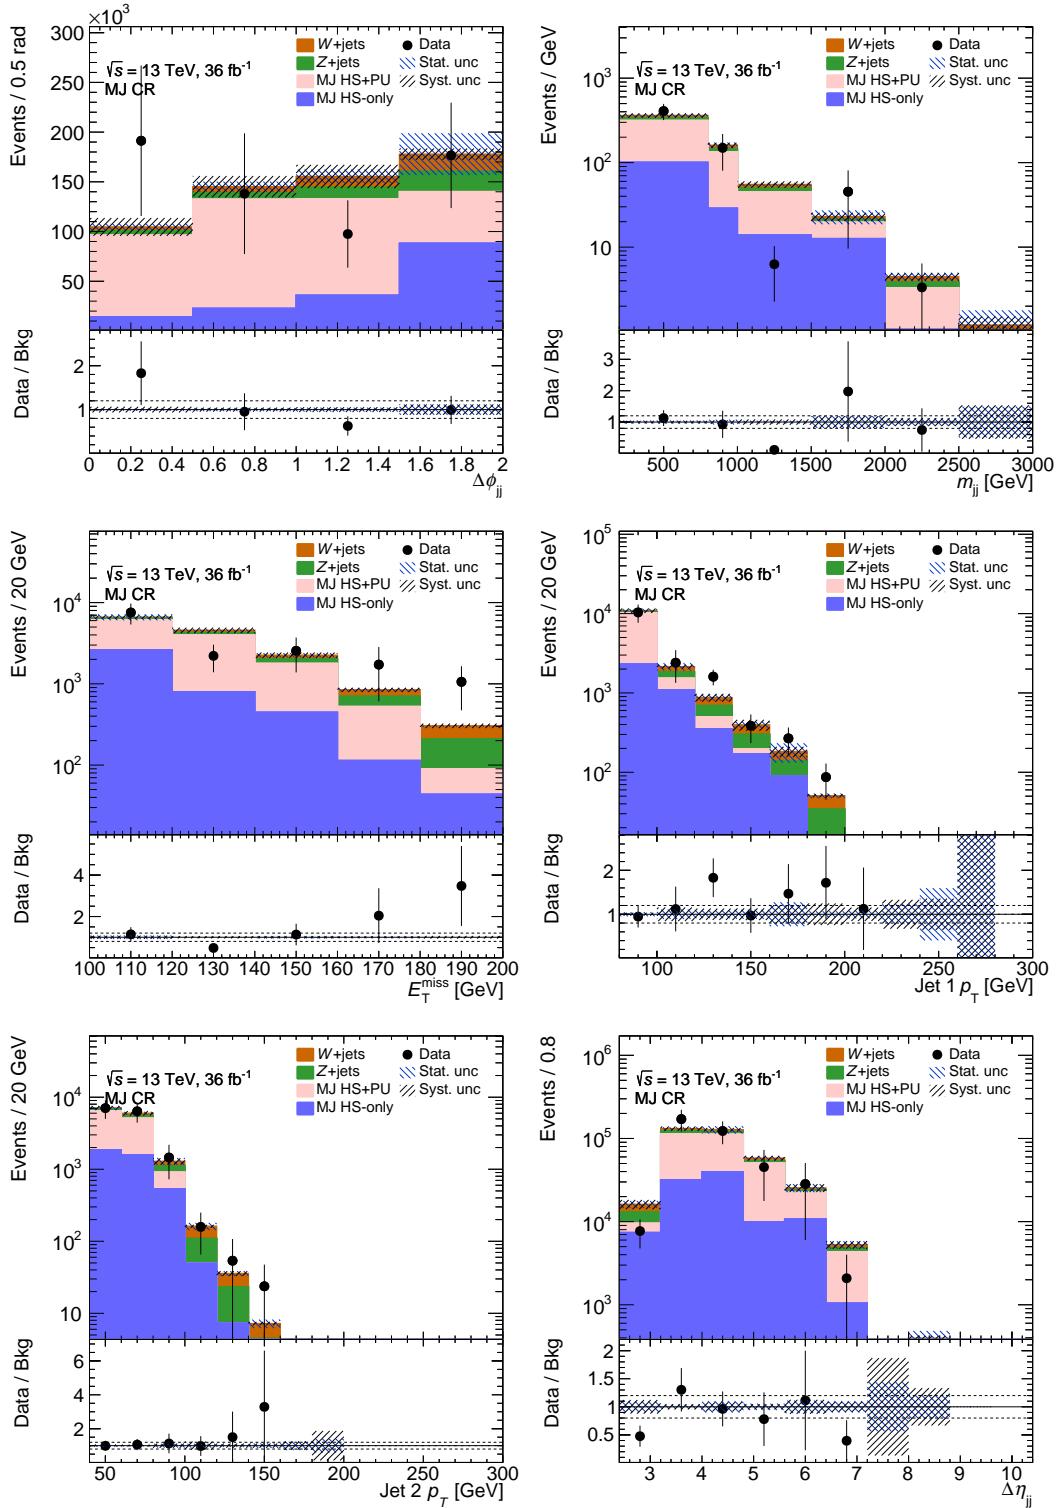 ×10³
Events / 0.5 rad
300
250
200
150
100
50
√s = 13 TeV, 36 fb⁻¹
MJ CR
W+jets
Z+jets
MJ HS+PU
MJ HS-only
Data
Stat. unc
Syst. unc
Data / Bkg
2
1
0 0.2 0.4 0.6 0.8 1 1.2 1.4 1.6 1.8 2
Δϕjj
Events / GeV
10³
10²
10
√s = 13 TeV, 36 fb⁻¹
MJ CR
W+jets
Z+jets
MJ HS+PU
MJ HS-only
Data
Stat. unc
Syst. unc
Data / Bkg
3
2
1
500 1000 1500 2000 2500 3000
mjj [GeV]
Events / 20 GeV
10⁴
10³
10²
√s = 13 TeV, 36 fb⁻¹
MJ CR
W+jets
Z+jets
MJ HS+PU
MJ HS-only
Data
Stat. unc
Syst. unc
Data / Bkg
4
2
100 110 120 130 140 150 160 170 180 190 200
E_T^miss [GeV]
Events / 20 GeV
10⁵
10⁴
10³
10²
√s = 13 TeV, 36 fb⁻¹
MJ CR
W+jets
Z+jets
MJ HS+PU
MJ HS-only
Data
Stat. unc
Syst. unc
Data / Bkg
2
1
100 150 200 250 300
Jet 1 p_T [GeV]
Events / 20 GeV
10⁴
10³
10²
10
√s = 13 TeV, 36 fb⁻¹
MJ CR
W+jets
Z+jets
MJ HS+PU
MJ HS-only
Data
Stat. unc
Syst. unc
Data / Bkg
6
4
2
50 100 150 200 250 300
Jet 2 p_T [GeV]
Events / 0.8
10⁶
10⁵
10⁴
10³
√s = 13 TeV, 36 fb⁻¹
MJ CR
W+jets
Z+jets
MJ HS+PU
MJ HS-only
Data
Stat. unc
Syst. unc
Data / Bkg
2
1.5
1
0.5
3 4 5 6 7 8 9 10
Δηjj